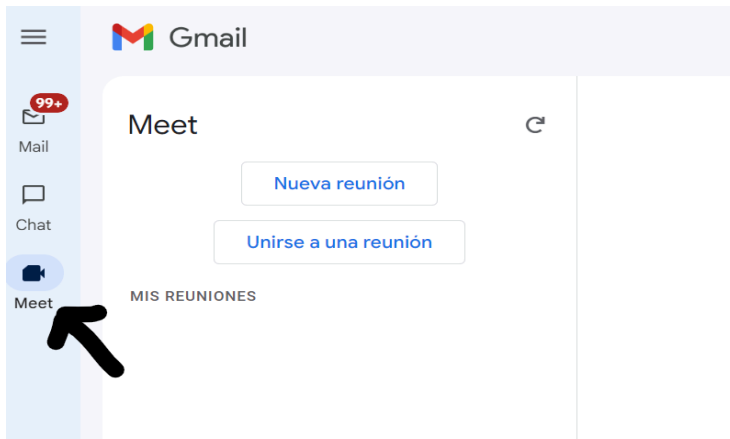 Gmail
99+
Mail
Chat
Meet
Meet
Nueva reunión
Unirse a una reunión
MIS REUNIONES